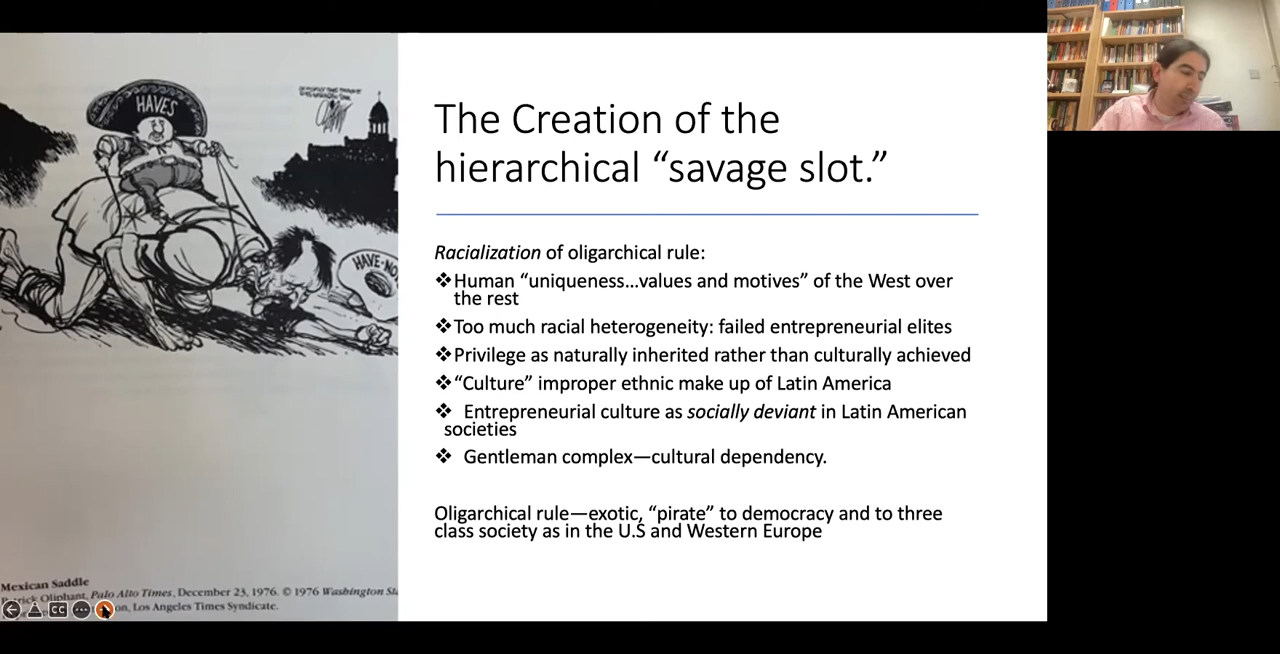 HAVES
HAVE-NO
The Creation of the
hierarchical “savage slot.”
Racialization of oligarchical rule:
❖Human “uniqueness…values and motives” of the West over
the rest
❖Too much racial heterogeneity: failed entrepreneurial elites
❖Privilege as naturally inherited rather than culturally achieved
❖“Culture” improper ethnic make up of Latin America
❖ Entrepreneurial culture as socially deviant in Latin American
societies
❖ Gentleman complex—cultural dependency.
Oligarchical rule—exotic, “pirate” to democracy and to three
class society as in the U.S and Western Europe
Mexican Saddle
Oliphant, Palo Alto Times, December 23, 1976. © 1976 Washington
on, Los Angeles Times Syndicate.
CC